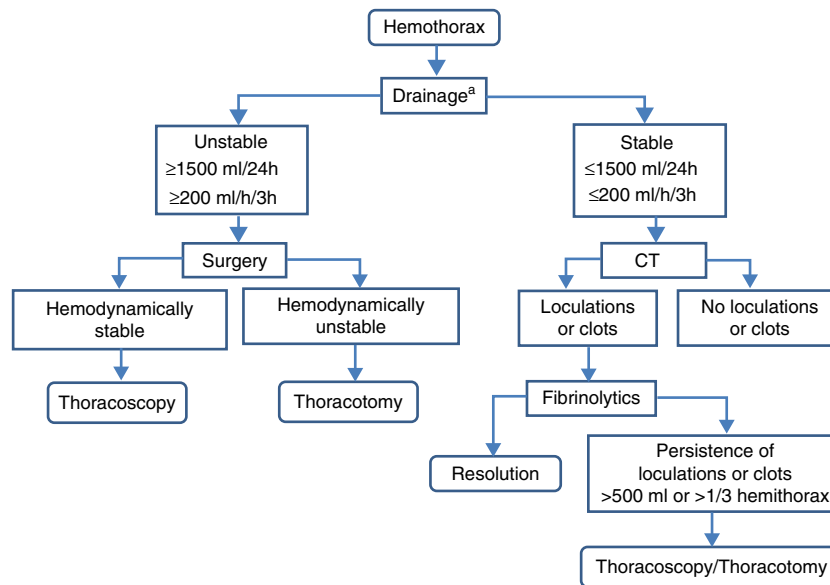 Hemothorax
Drainageᵃ
Unstable
≥1500 ml/24h
≥200 ml/h/3h
Stable
≤1500 ml/24h
≤200 ml/h/3h
Surgery
CT
Hemodynamically
stable
Hemodynamically
unstable
Loculations
or clots
No loculations
or clots
Thoracoscopy
Thoracotomy
Fibrinolytics
Resolution
Persistence of
loculations or clots
>500 ml or >1/3 hemithorax
Thoracoscopy/Thoracotomy